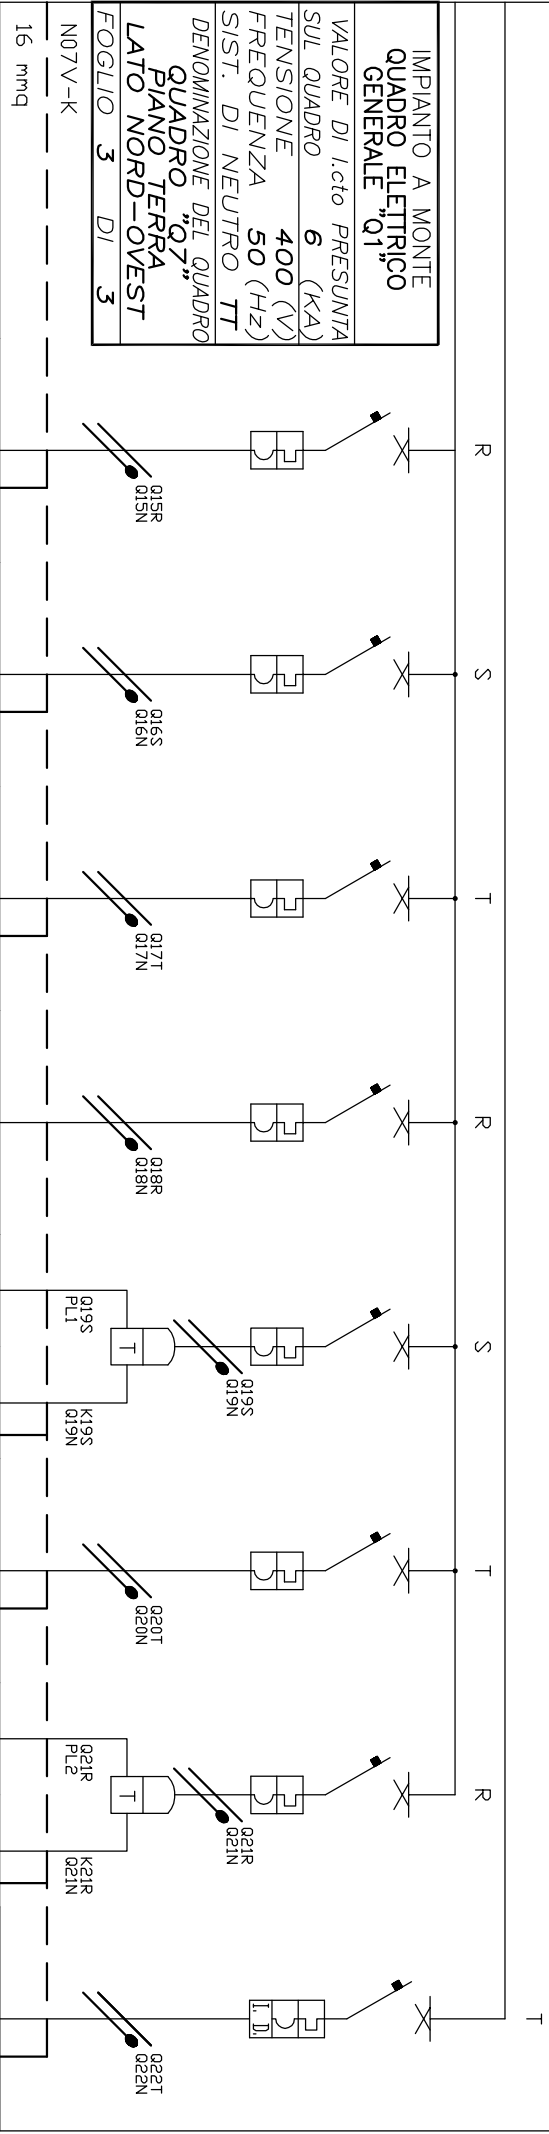 IMPIANTO A MONTE
QUADRO ELETTRICO
GENERALE „Q1”
VALORE DI I.cto PRESUNTA
SUL QUADRO 6 (KA)
TENSIONE 400 (V)
FREQUENZA 50 (Hz)
SIST. DI NEUTRO TT
DENOMINAZIONE DEL QUADRO
QUADRO „Q7”
PIANO TERRA
LATO NORD-OVEST
FOGLIO 3 DI 3
N07V-K
16 mmq
R
Q15R
Q15N
S
Q16S
Q16N
T
Q17T
Q17N
R
Q18R
Q18N
S
Q19S
Q19N
T
Q19S
PL1
K19S
Q19N
T
Q20T
Q20N
R
Q21R
Q21N
T
Q21R
PL2
K21R
Q21N
T
I. D.
Q22T
Q22N